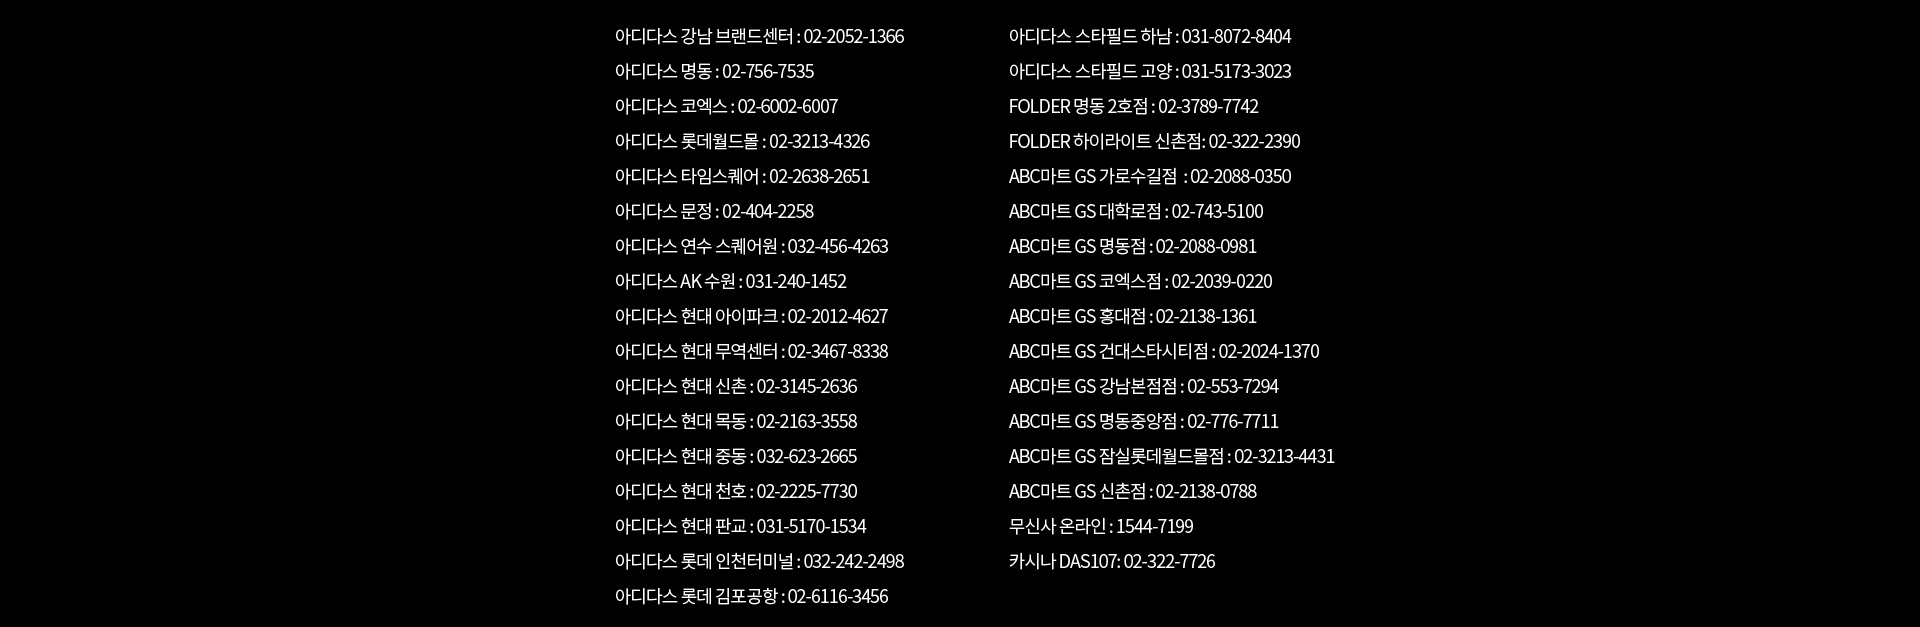 아디다스 강남 브랜드센터 : 02-2052-1366
아디다스 명동 : 02-756-7535
아디다스 코엑스 : 02-6002-6007
아디다스 롯데월드몰 : 02-3213-4326
아디다스 타임스퀘어 : 02-2638-2651
아디다스 문정 : 02-404-2258
아디다스 연수 스퀘어원 : 032-456-4263
아디다스 AK 수원 : 031-240-1452
아디다스 현대 아이파크 : 02-2012-4627
아디다스 현대 무역센터 : 02-3467-8338
아디다스 현대 신촌 : 02-3145-2636
아디다스 현대 목동 : 02-2163-3558
아디다스 현대 중동 : 032-623-2665
아디다스 현대 천호 : 02-2225-7730
아디다스 현대 판교 : 031-5170-1534
아디다스 롯데 인천터미널 : 032-242-2498
아디다스 롯데 김포공항 : 02-6116-3456
아디다스 스타필드 하남 : 031-8072-8404
아디다스 스타필드 고양 : 031-5173-3023
FOLDER 명동 2호점 : 02-3789-7742
FOLDER 하이라이트 신촌점: 02-322-2390
ABC마트 GS 가로수길점 : 02-2088-0350
ABC마트 GS 대학로점 : 02-743-5100
ABC마트 GS 명동점 : 02-2088-0981
ABC마트 GS 코엑스점 : 02-2039-0220
ABC마트 GS 홍대점 : 02-2138-1361
ABC마트 GS 건대스타시티점 : 02-2024-1370
ABC마트 GS 강남본점점 : 02-553-7294
ABC마트 GS 명동중앙점 : 02-776-7711
ABC마트 GS 잠실롯데월드몰점 : 02-3213-4431
ABC마트 GS 신촌점 : 02-2138-0788
무신사 온라인 : 1544-7199
카시나 DAS107: 02-322-7726